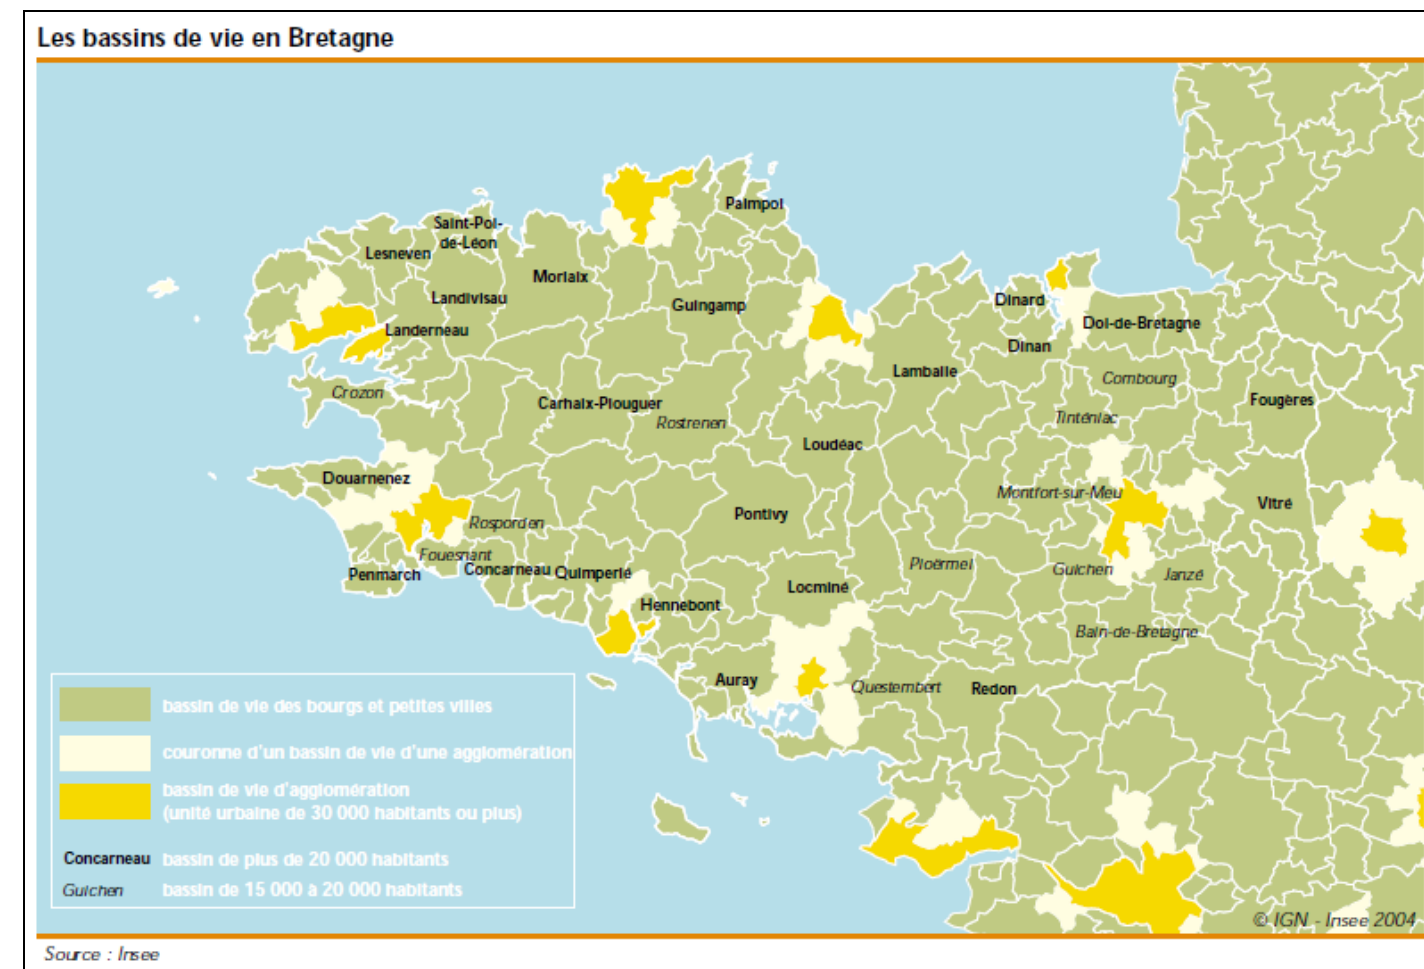 Les bassins de vie en Bretagne
Paimpol
Saint-Pol-
de-Léon
Lesneven
Morlaix
Landivisau
Guingamp
Dinard
Landerneau
Dol-de-Bretagne
Dinan
Lamballe
Combourg
Crozon
Carhaix-Plouguer
Fougères
Rostrenen
Tinténiac
Loudéac
Douarnenez
Montfort-sur-Meu
Vitré
Pontivy
Rosporden
Fouesnant
Ploërmel
Penmarch
Concarneau
Quimperlé
Guichen
Janzé
Locminé
Hennebont
Bain-de-Bretagne
Auray
Questembert
Redon
bassin de vie des bourgs et petites villes
couronne d'un bassin de vie d'une agglomération
bassin de vie d'agglomération
(unité urbaine de 30 000 habitants ou plus)
Concarneau bassin de plus de 20 000 habitants
Guichen bassin de 15 000 à 20 000 habitants
© IGN - Insee 2004
Source : Insee